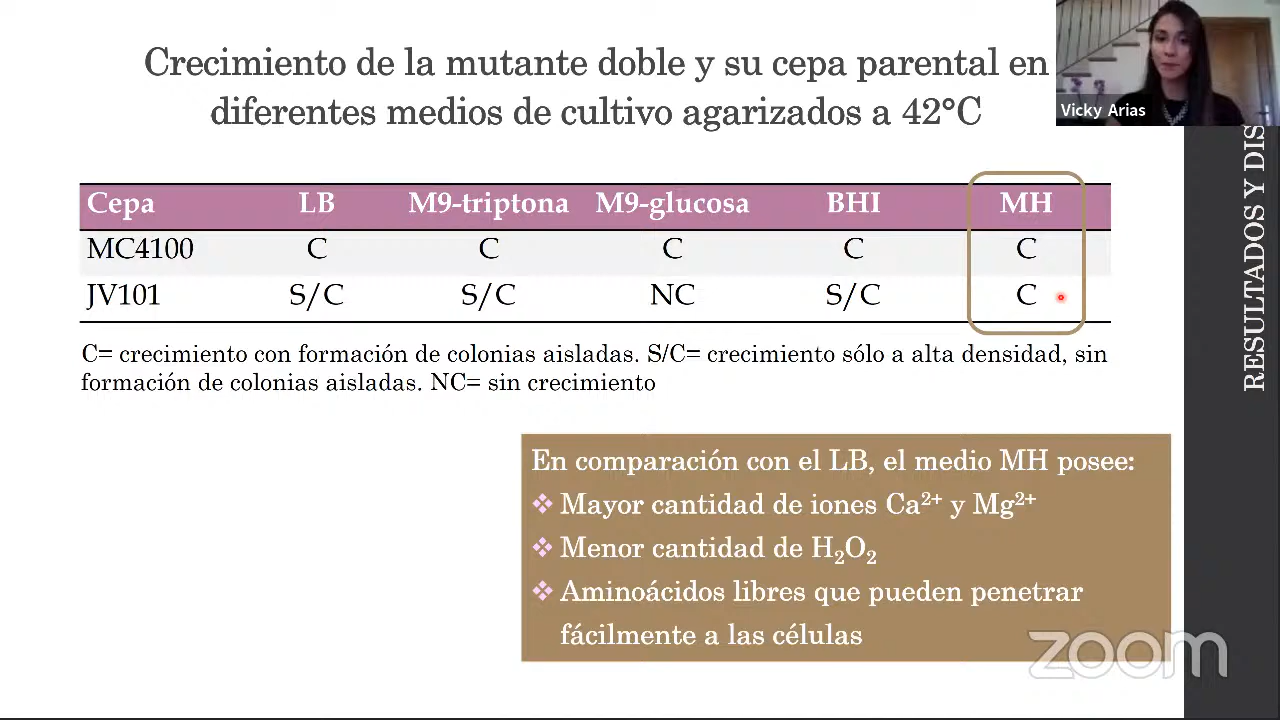 Crecimiento de la mutante doble y su cepa parental en
diferentes medios de cultivo agarizados a 42°C
Vicky Arias
RESULTADOS Y DIS
Cepa LB M9-triptona M9-glucosa BHI MH
MC4100 C C C C C
JV101 S/C S/C NC S/C C
C= crecimiento con formación de colonias aisladas. S/C= crecimiento sólo a alta densidad, sin
formación de colonias aisladas. NC= sin crecimiento
En comparación con el LB, el medio MH posee:
❖ Mayor cantidad de iones Ca²⁺ y Mg²⁺
❖ Menor cantidad de H₂O₂
❖ Aminoácidos libres que pueden penetrar
fácilmente a las células
zoom